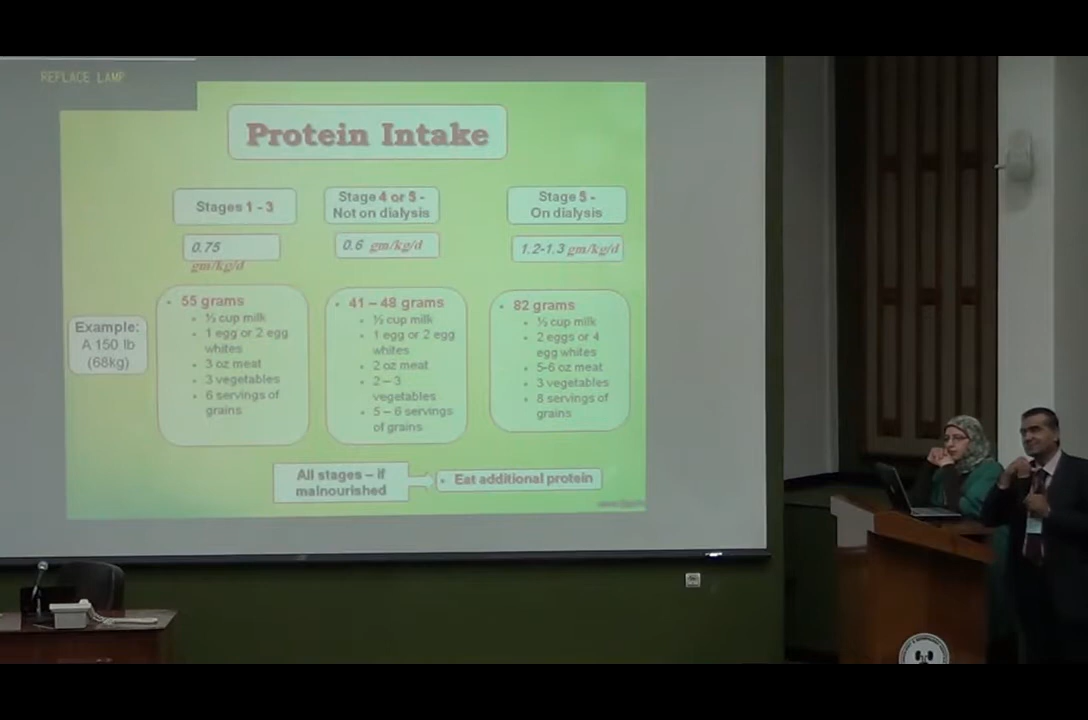 REPLACE LAMP
Protein Intake
Stages 1 - 3
0.75
gm/kg/d
Stage 4 or 5 -
Not on dialysis
0.6 gm/kg/d
Stage 5 -
On dialysis
1.2-1.3 gm/kg/d
Example:
A 150 lb
(68kg)
• 55 grams
• ½ cup milk
• 1 egg or 2 egg
whites
• 3 oz meat
• 3 vegetables
• 6 servings of
grains
• 41 – 48 grams
• ½ cup milk
• 1 egg or 2 egg
whites
• 2 oz meat
• 2 – 3
vegetables
• 5 – 6 servings
of grains
• 82 grams
• ½ cup milk
• 2 eggs or 4
egg whites
• 5-6 oz meat
• 3 vegetables
• 8 servings of
grains
All stages – if
malnourished
• Eat additional protein